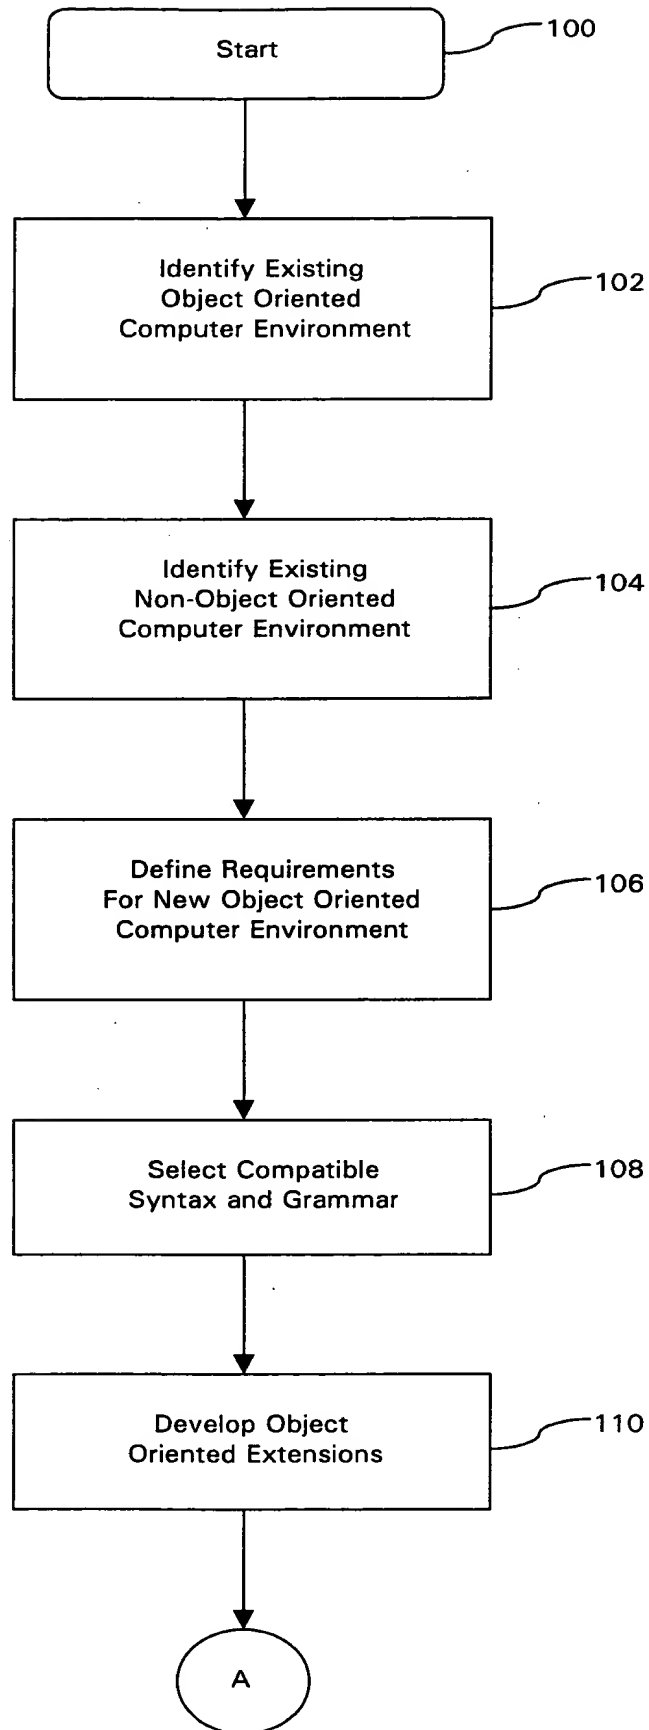 Start
100
Identify Existing
Object Oriented
Computer Environment
102
Identify Existing
Non-Object Oriented
Computer Environment
104
Define Requirements
For New Object Oriented
Computer Environment
106
Select Compatible
Syntax and Grammar
108
Develop Object
Oriented Extensions
110
A